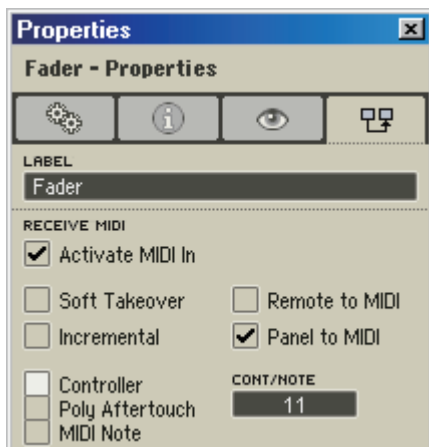 Properties
Fader - Properties
LABEL
Fader
RECEIVE MIDI
Activate MIDI In
Soft Takeover
Remote to MIDI
Incremental
Panel to MIDI
Controller
CONT/NOTE
Poly Aftertouch
11
MIDI Note